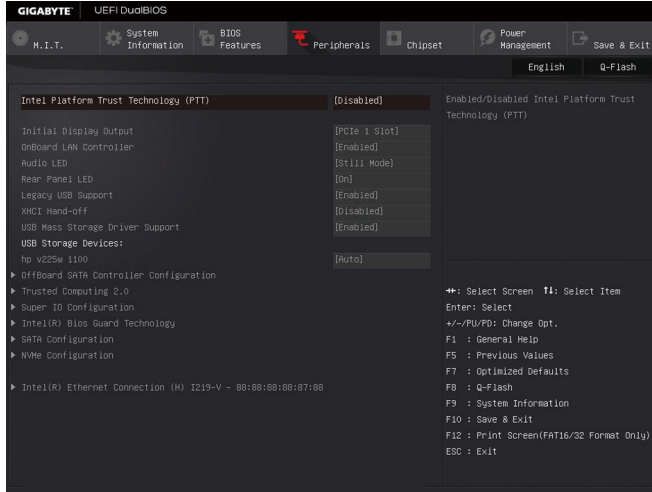 GIGABYTE™ UEFI DualBIOS
M.I.T.
System Information
BIOS Features
Peripherals
Chipset
Power Management
Save & Exit
English
Q-Flash
Intel Platform Trust Technology (PTT) [Disabled]
Initial Display Output [PCIe 1 Slot]
OnBoard LAN Controller [Enabled]
Audio LED [Still Mode]
Rear Panel LED [On]
Legacy USB Support [Enabled]
XHCI Hand-off [Disabled]
USB Mass Storage Driver Support [Enabled]
USB Storage Devices:
hp v225w 1100 [Auto]
OffBoard SATA Controller Configuration
Trusted Computing 2.0
Super IO Configuration
Intel(R) Bios Guard Technology
SATA Configuration
NVMe Configuration
Intel(R) Ethernet Connection (H) I219-V - 88:88:88:88:87:88
Enabled/Disabled Intel Platform Trust
Technology (PTT)
→←: Select Screen ↑↓: Select Item
Enter: Select
+/-/PU/PD: Change Opt.
F1 : General Help
F5 : Previous Values
F7 : Optimized Defaults
F8 : Q-Flash
F9 : System Information
F10 : Save & Exit
F12 : Print Screen(FAT16/32 Format Only)
ESC : Exit